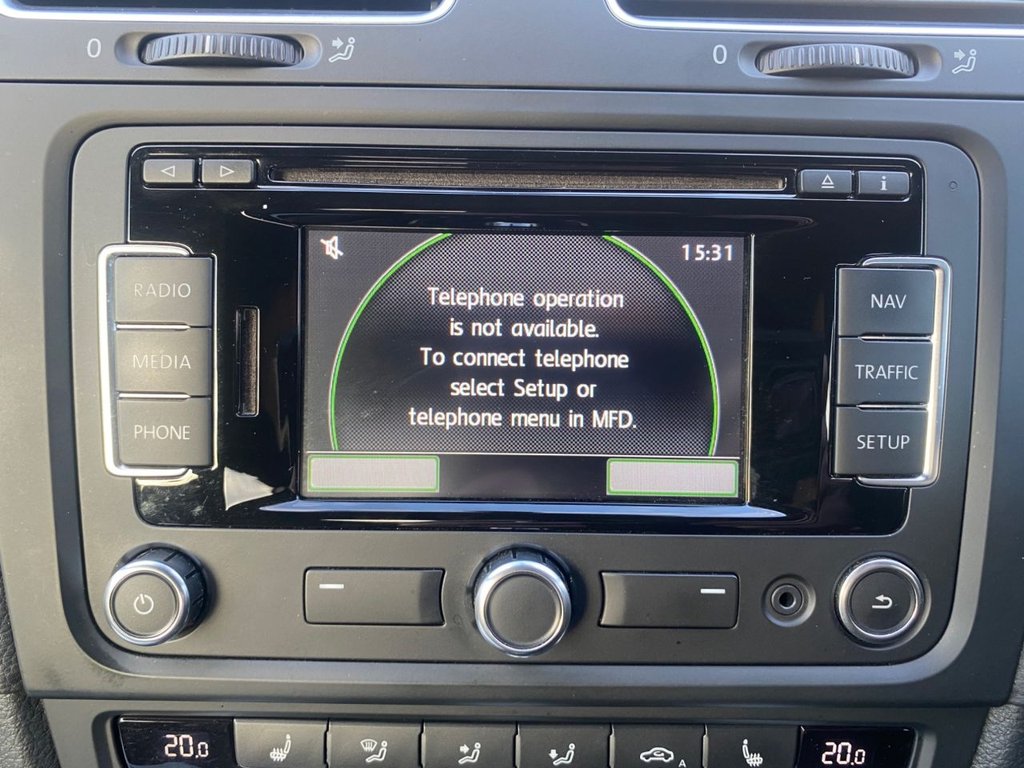 0
0
i
15:31
Telephone operation
is not available.
To connect telephone
select Setup or
telephone menu in MFD.
RADIO
MEDIA
PHONE
NAV
TRAFFIC
SETUP
20.0
A
20.0